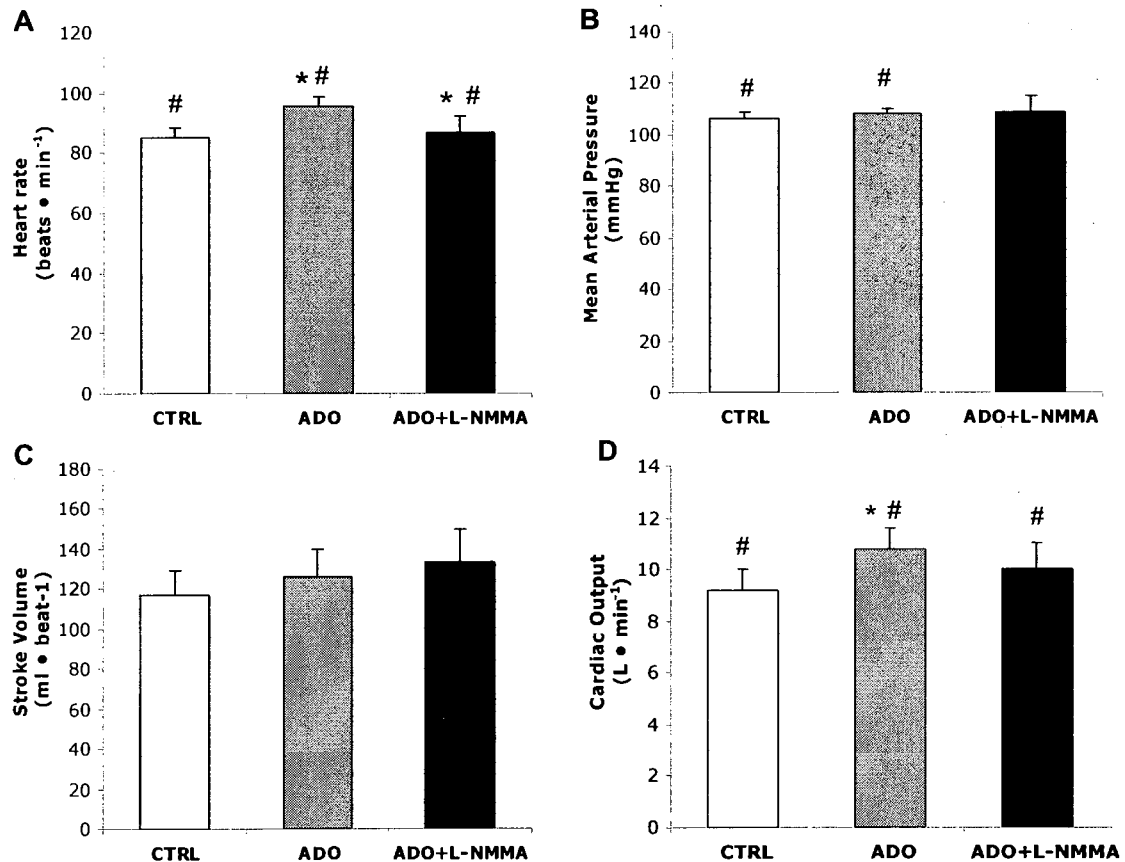 A
Heart rate
(beats • min⁻¹)
120
100
80
60
40
20
0
* #
#
* #
CTRL
ADO
ADO+L-NMMA
B
Mean Arterial Pressure
(mmHg)
140
120
100
80
60
40
20
0
#
#
CTRL
ADO
ADO+L-NMMA
C
Stroke Volume
(ml • beat-1)
180
160
140
120
100
80
60
40
20
0
CTRL
ADO
ADO+L-NMMA
D
Cardiac Output
(L • min⁻¹)
14
12
10
8
6
4
2
0
* #
#
#
CTRL
ADO
ADO+L-NMMA